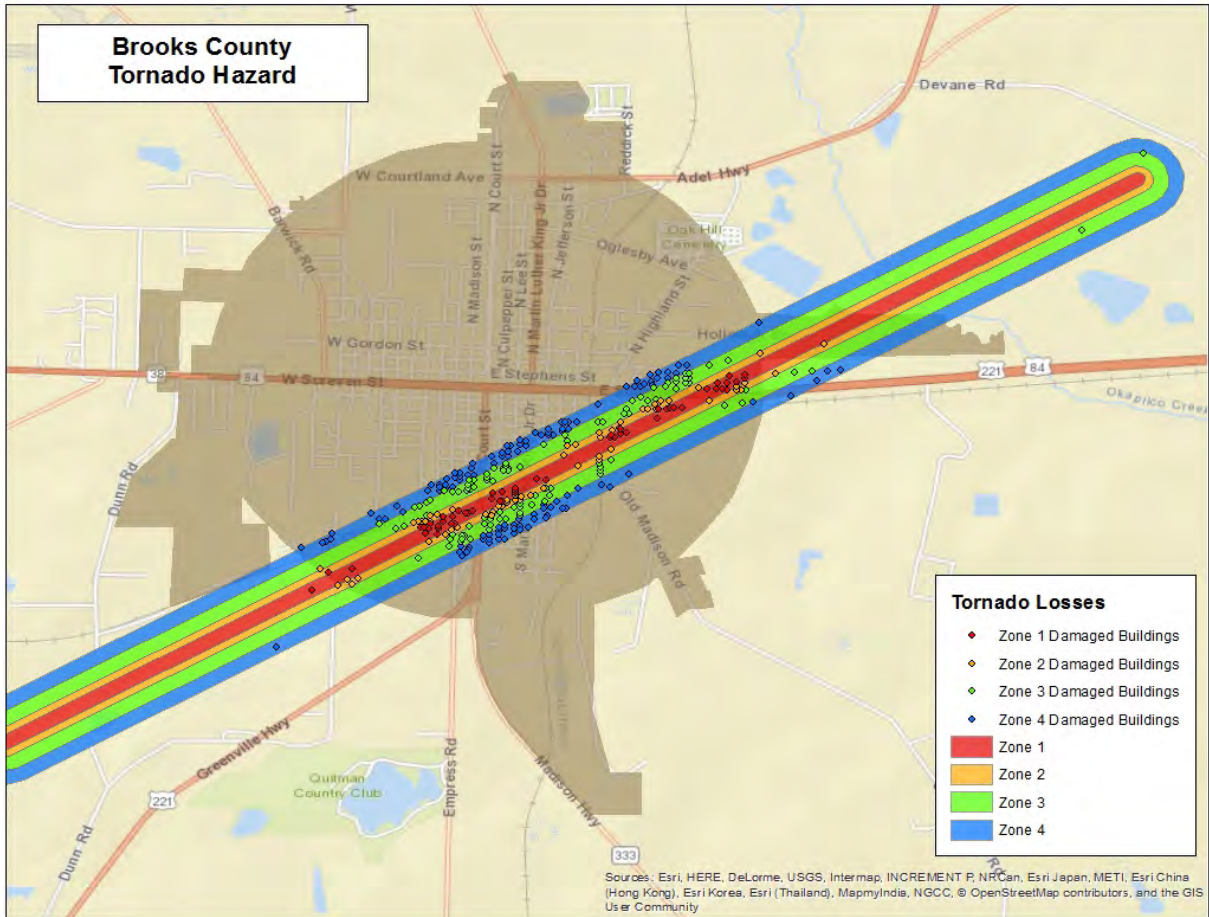 Brooks County
Tornado Hazard
Devane Rd
Reddick St
N Court St
W Courtland Ave
Adel Hwy
Barwick Rd
N Madison St
N Culpepper St
N Lee St
N Martin Luther King Jr Dr
N Jefferson St
Oglesby Ave
Oak Hill
Cemetery
N Highland St
W Gordon St
38
84
W Screven St
E Stephens St
221
84
Okapilco Creek
Court St
Jr Dr
Dunn Rd
S Mar
Old Madison Rd
Greenville Hwy
Empress Rd
Madison Hwy
Quitman
Country Club
221
Dunn Rd
333
Rd
Tornado Losses
Zone 1 Damaged Buildings
Zone 2 Damaged Buildings
Zone 3 Damaged Buildings
Zone 4 Damaged Buildings
Zone 1
Zone 2
Zone 3
Zone 4
Sources: Esri, HERE, DeLorme, USGS, Intermap, INCREMENT P, NRCan, Esri Japan, METI, Esri China
(Hong Kong), Esri Korea, Esri (Thailand), MapmyIndia, NGCC, © OpenStreetMap contributors, and the GIS
User Community